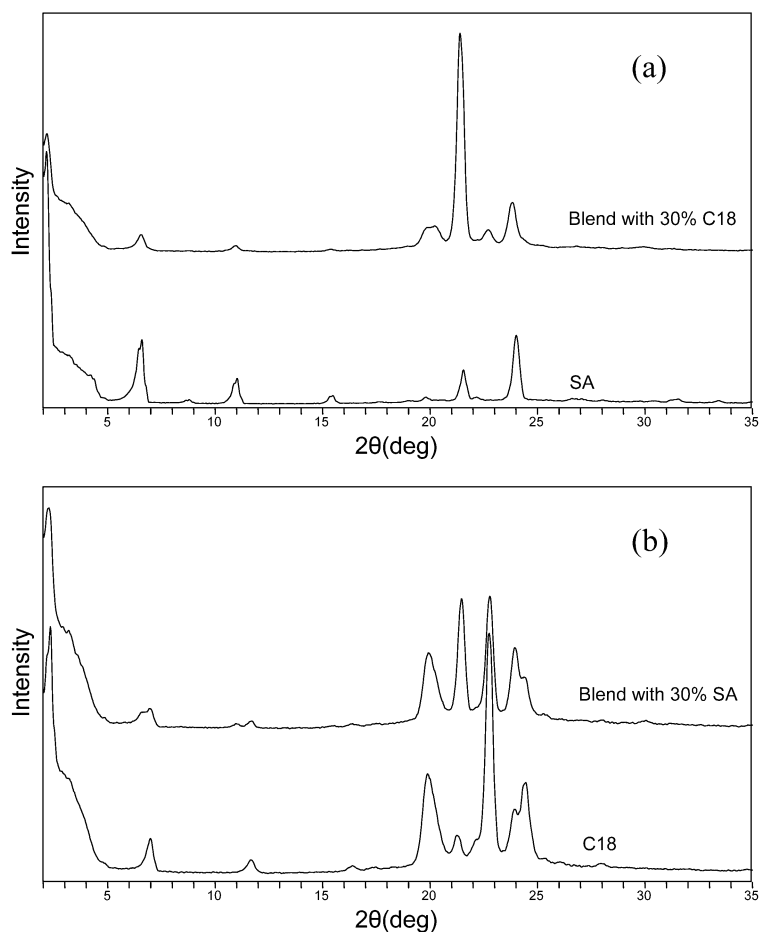 (a)
Intensity
Blend with 30% C18
SA
5 10 15 20 25 30 35
2θ(deg)
(b)
Intensity
Blend with 30% SA
C18
5 10 15 20 25 30 35
2θ(deg)